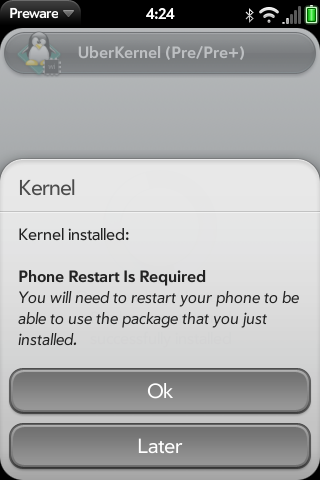 Preware
4:24
UberKernel (Pre/Pre+)
Kernel
Kernel installed:
Phone Restart Is Required
You will need to restart your phone to be
able to use the package that you just
installed.
Ok
Later